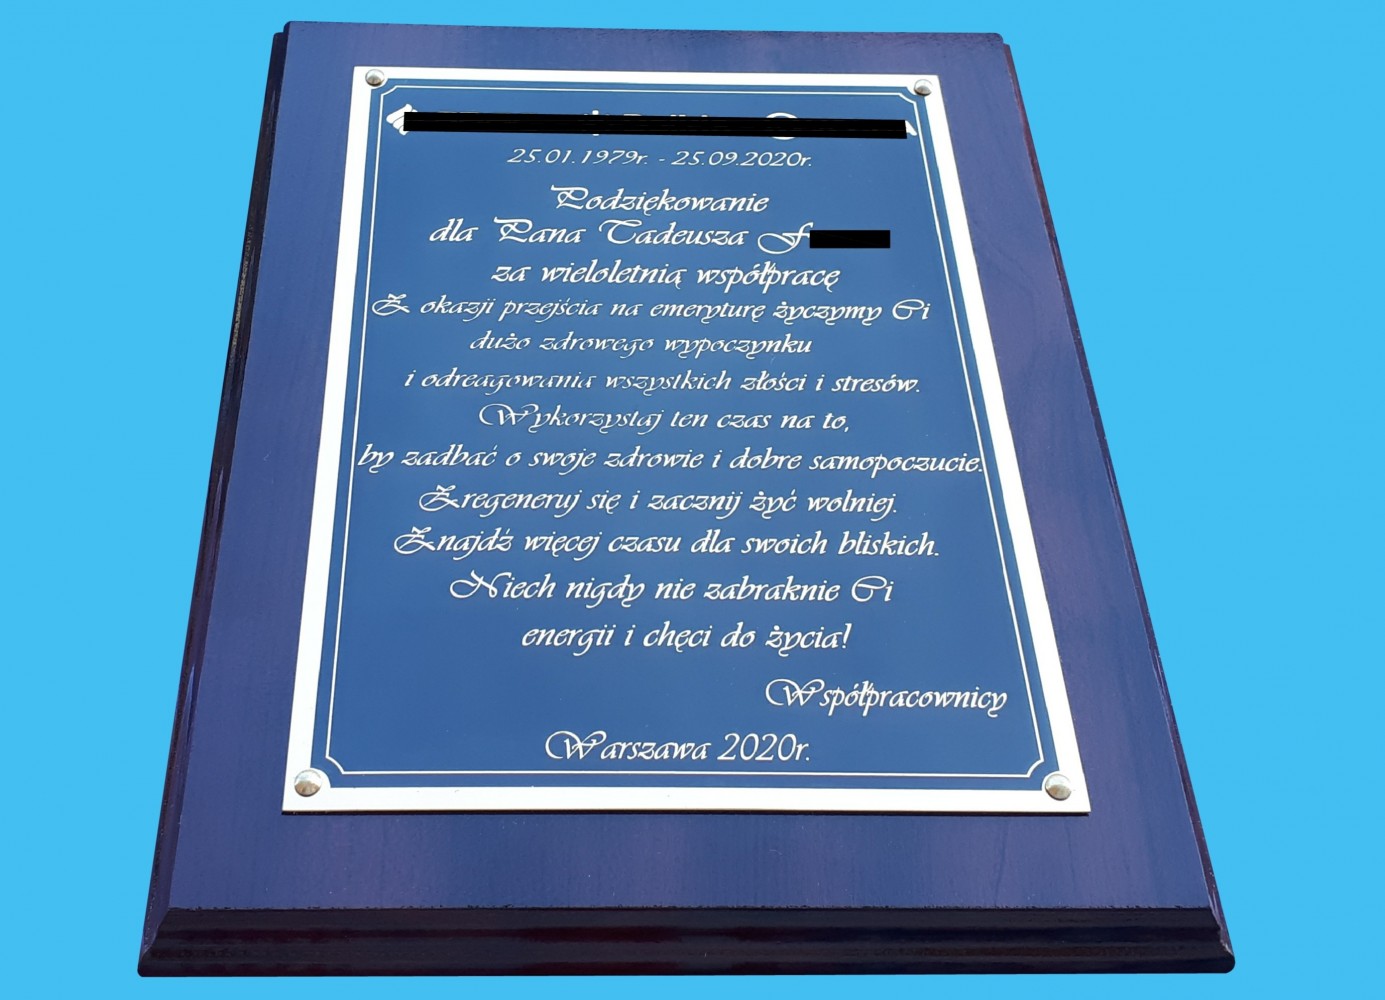 25.01.1979r. - 25.09.2020r.
Podziękowanie
dla Pana Tadeusza F
za wieloletnią współpracę
Z okazji przejścia na emeryturę życzymy Ci
dużo zdrowego wypoczynku
i odreagowania wszystkich złości i stresów.
Wykorzystaj ten czas na to,
by zadbać o swoje zdrowie i dobre samopoczucie.
Zregeneruj się i zacznij żyć wolniej.
Znajdź więcej czasu dla swoich bliskich.
Niech nigdy nie zabraknie Ci
energii i chęci do życia!
Współpracownicy
Warszawa 2020r.